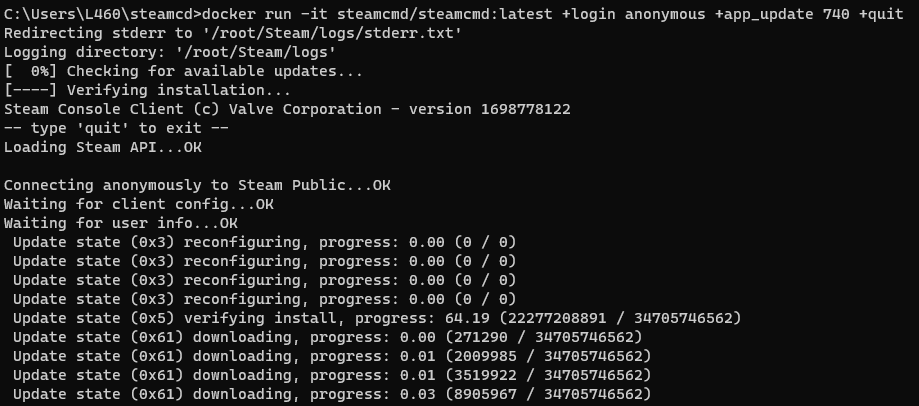 C:\Users\L460\steamcd>docker run -it steamcmd/steamcmd:latest +login anonymous +app_update 740 +quit
Redirecting stderr to '/root/Steam/logs/stderr.txt'
Logging directory: '/root/Steam/logs'
[  0%] Checking for available updates...
[----] Verifying installation...
Steam Console Client (c) Valve Corporation - version 1698778122
-- type 'quit' to exit --
Loading Steam API...OK

Connecting anonymously to Steam Public...OK
Waiting for client config...OK
Waiting for user info...OK
 Update state (0x3) reconfiguring, progress: 0.00 (0 / 0)
 Update state (0x3) reconfiguring, progress: 0.00 (0 / 0)
 Update state (0x3) reconfiguring, progress: 0.00 (0 / 0)
 Update state (0x3) reconfiguring, progress: 0.00 (0 / 0)
 Update state (0x5) verifying install, progress: 64.19 (22277208891 / 34705746562)
 Update state (0x61) downloading, progress: 0.00 (271290 / 34705746562)
 Update state (0x61) downloading, progress: 0.01 (2009985 / 34705746562)
 Update state (0x61) downloading, progress: 0.01 (3519922 / 34705746562)
 Update state (0x61) downloading, progress: 0.03 (8905967 / 34705746562)